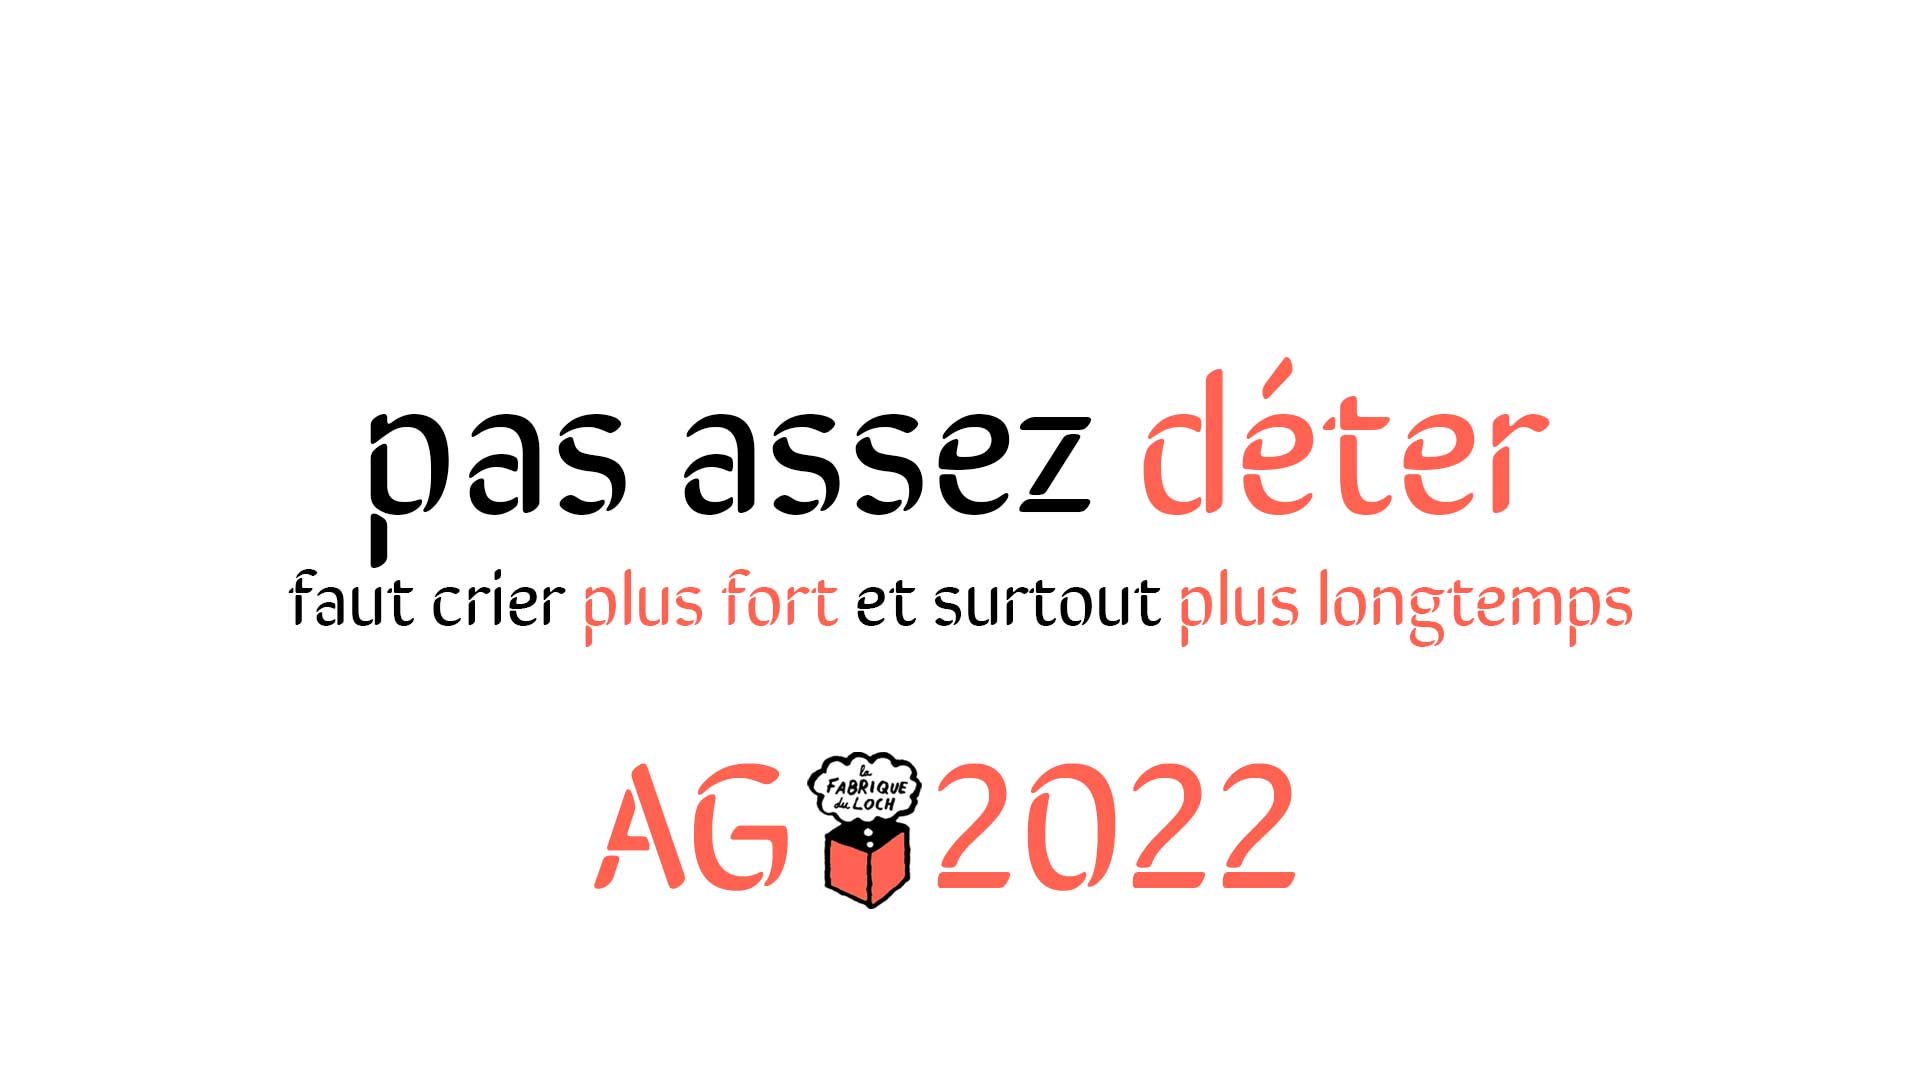 pas assez déter
faut crier plus fort et surtout plus longtemps
AG 2022
la
FABRIQUE
du LOCH